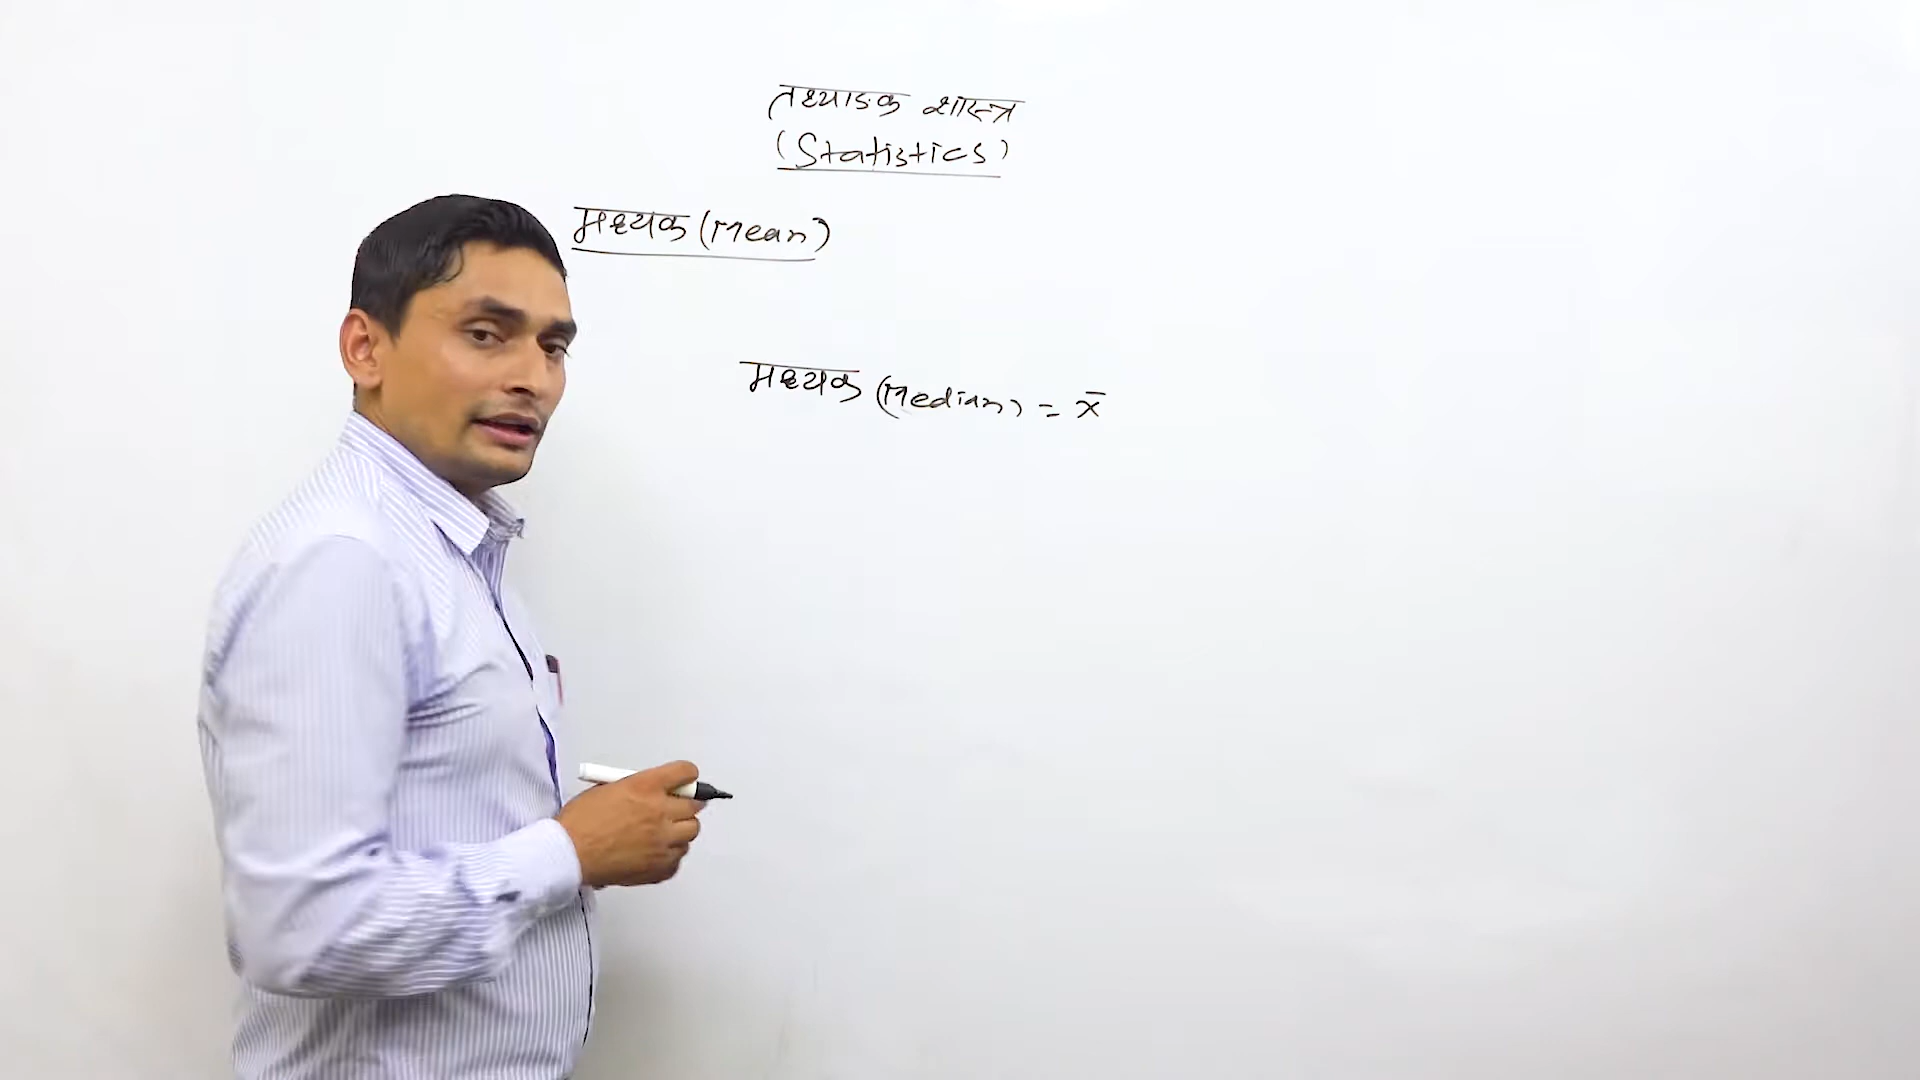 तथ्याङ्क शास्त्र
(Statistics)
मध्यक (Mean)
मध्यक (Median) = x̄